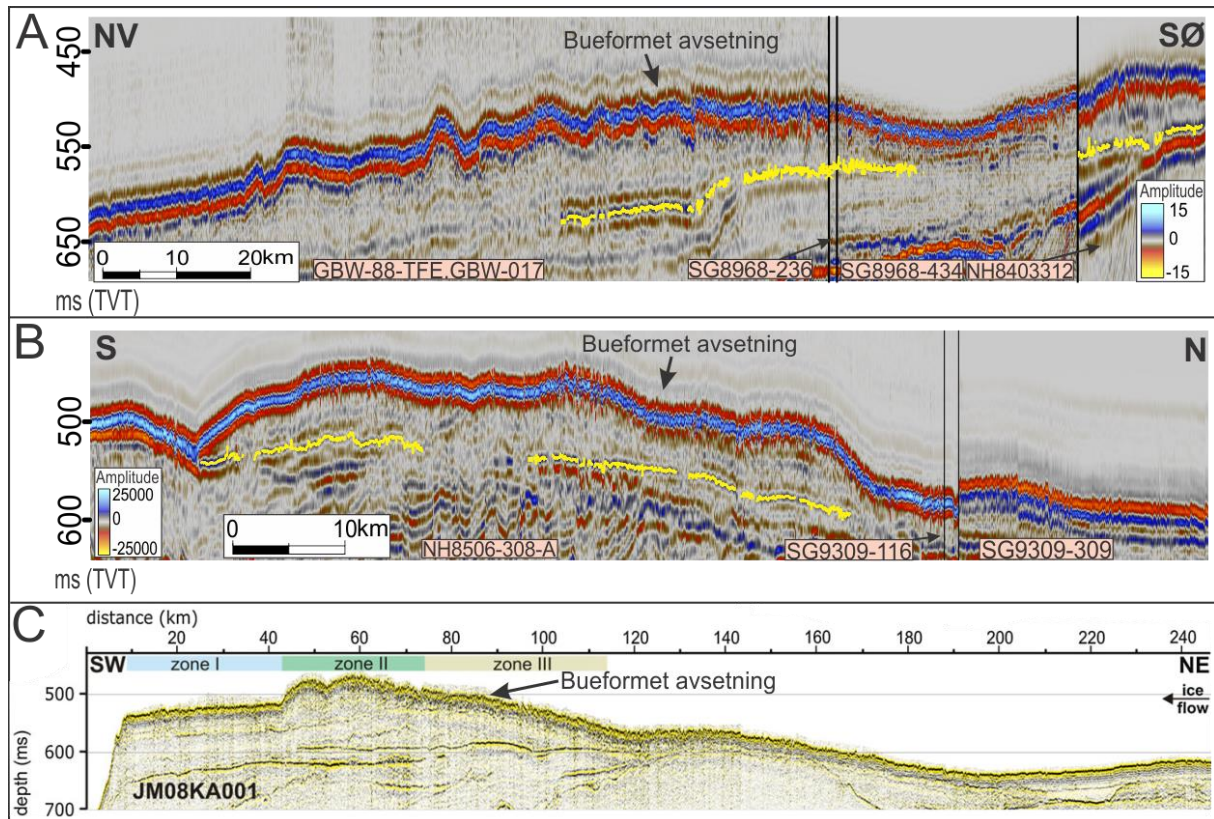 A
NV
SØ
Bueformet avsetning
450
550
650
ms (TVT)
0 10 20km
GBW-88-TFE.GBW-017
SG8968-236
SG8968-434
NH8403312
Amplitude
15
0
-15
B
S
N
Bueformet avsetning
500
600
ms (TVT)
Amplitude
25000
0
-25000
0 10km
NH8506-308-A
SG9309-116
SG9309-309
C
distance (km)
20 40 60 80 100 120 140 160 180 200 220 240
SW
zone I zone II zone III
NE
Bueformet avsetning
ice
flow
500
600
700
depth (ms)
JM08KA001